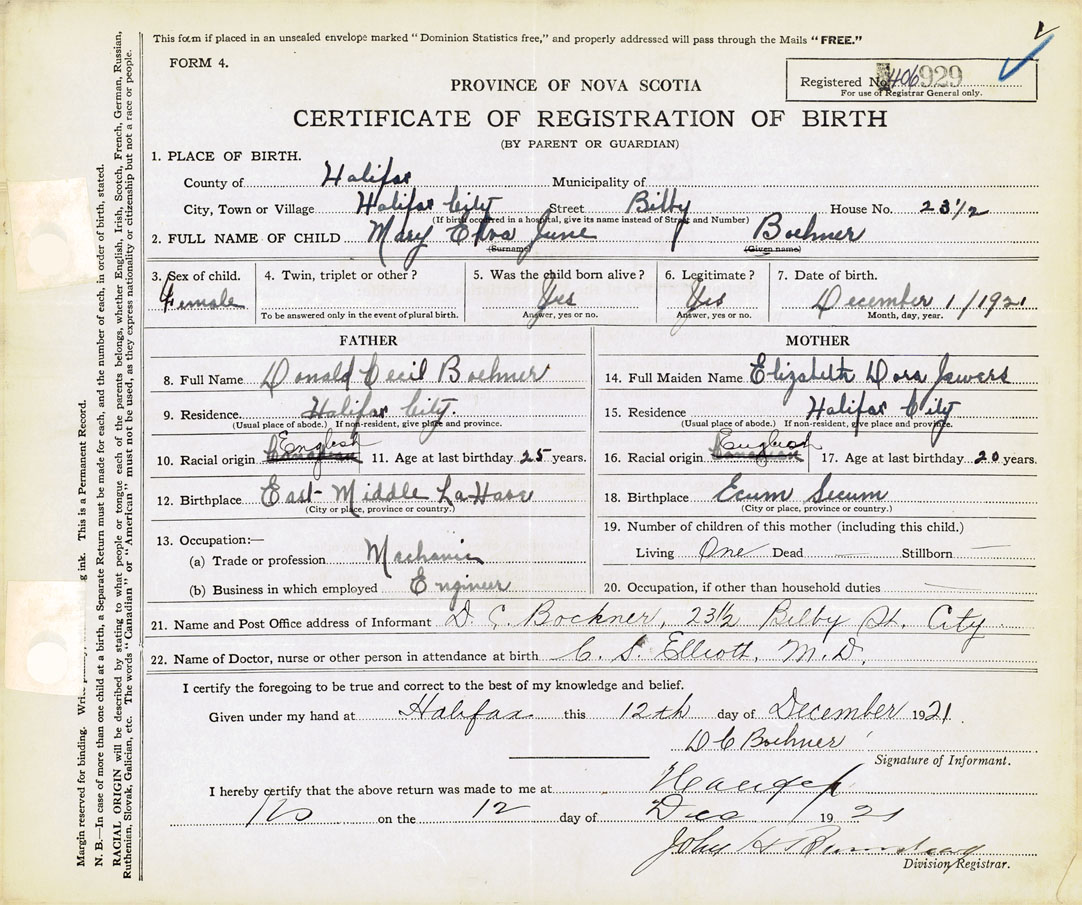 This form if placed in an unsealed envelope marked "Dominion Statistics free," and properly addressed will pass through the Mails "FREE."
FORM 4.
Registered No. 406929
For use of Registrar General only.
PROVINCE OF NOVA SCOTIA
CERTIFICATE OF REGISTRATION OF BIRTH
(BY PARENT OR GUARDIAN)
1. PLACE OF BIRTH.
County of Halifax Municipality of
City, Town or Village Halifax City Street Bilby House No. 23½
(If birth occurred in a hospital, give its name instead of Street and Number)
2. FULL NAME OF CHILD Mary Elva June Boehner
(Surname) (Given name)
3. Sex of child. 4. Twin, triplet or other? 5. Was the child born alive? 6. Legitimate? 7. Date of birth.
Female Yes Yes December 1/1921
To be answered only in the event of plural birth. Answer, yes or no. Answer, yes or no. Month, day, year.
FATHER
8. Full Name Donald Cecil Boehner
9. Residence. Halifax City.
(Usual place of abode.) If non-resident, give place and province.
English
10. Racial origin Canadian 11. Age at last birthday 25 years.
12. Birthplace East Middle LaHave
(City or place, province or country.)
13. Occupation:—
(a) Trade or profession Mechanic
(b) Business in which employed Engineer
MOTHER
14. Full Maiden Name Elizabeth Dora Jewers
15. Residence Halifax City
(Usual place of abode.) If non-resident, give place and province.
English
16. Racial origin Canadian 17. Age at last birthday 20 years.
18. Birthplace Ecum Secum
(City or place, province or country.)
19. Number of children of this mother (including this child.)
Living One Dead — Stillborn —
20. Occupation, if other than household duties —
21. Name and Post Office address of Informant D. C. Boehner, 23½ Bilby St. City
22. Name of Doctor, nurse or other person in attendance at birth C. S. Elliott, M.D.
I certify the foregoing to be true and correct to the best of my knowledge and belief.
Given under my hand at Halifax this 12th day of December 1921.
D C Boehner
Signature of Informant.
I hereby certify that the above return was made to me at Halifax
on the 12 day of Dec 1921
John H
Division Registrar.
Margin reserved for binding. Write ink. This is a Permanent Record.
N. B.—In case of more than one child at a birth, a Separate Return must be made for each, and the number of each, in order of birth, stated.
RACIAL ORIGIN will be described by stating to what people or tongue each of the parents belongs, whether English, Irish, Scotch, French, German, Russian,
Ruthenian, Slovak, Galician, etc. The words "Canadian" or "American" must not be used, as they express nationality or citizenship but not a race or people.